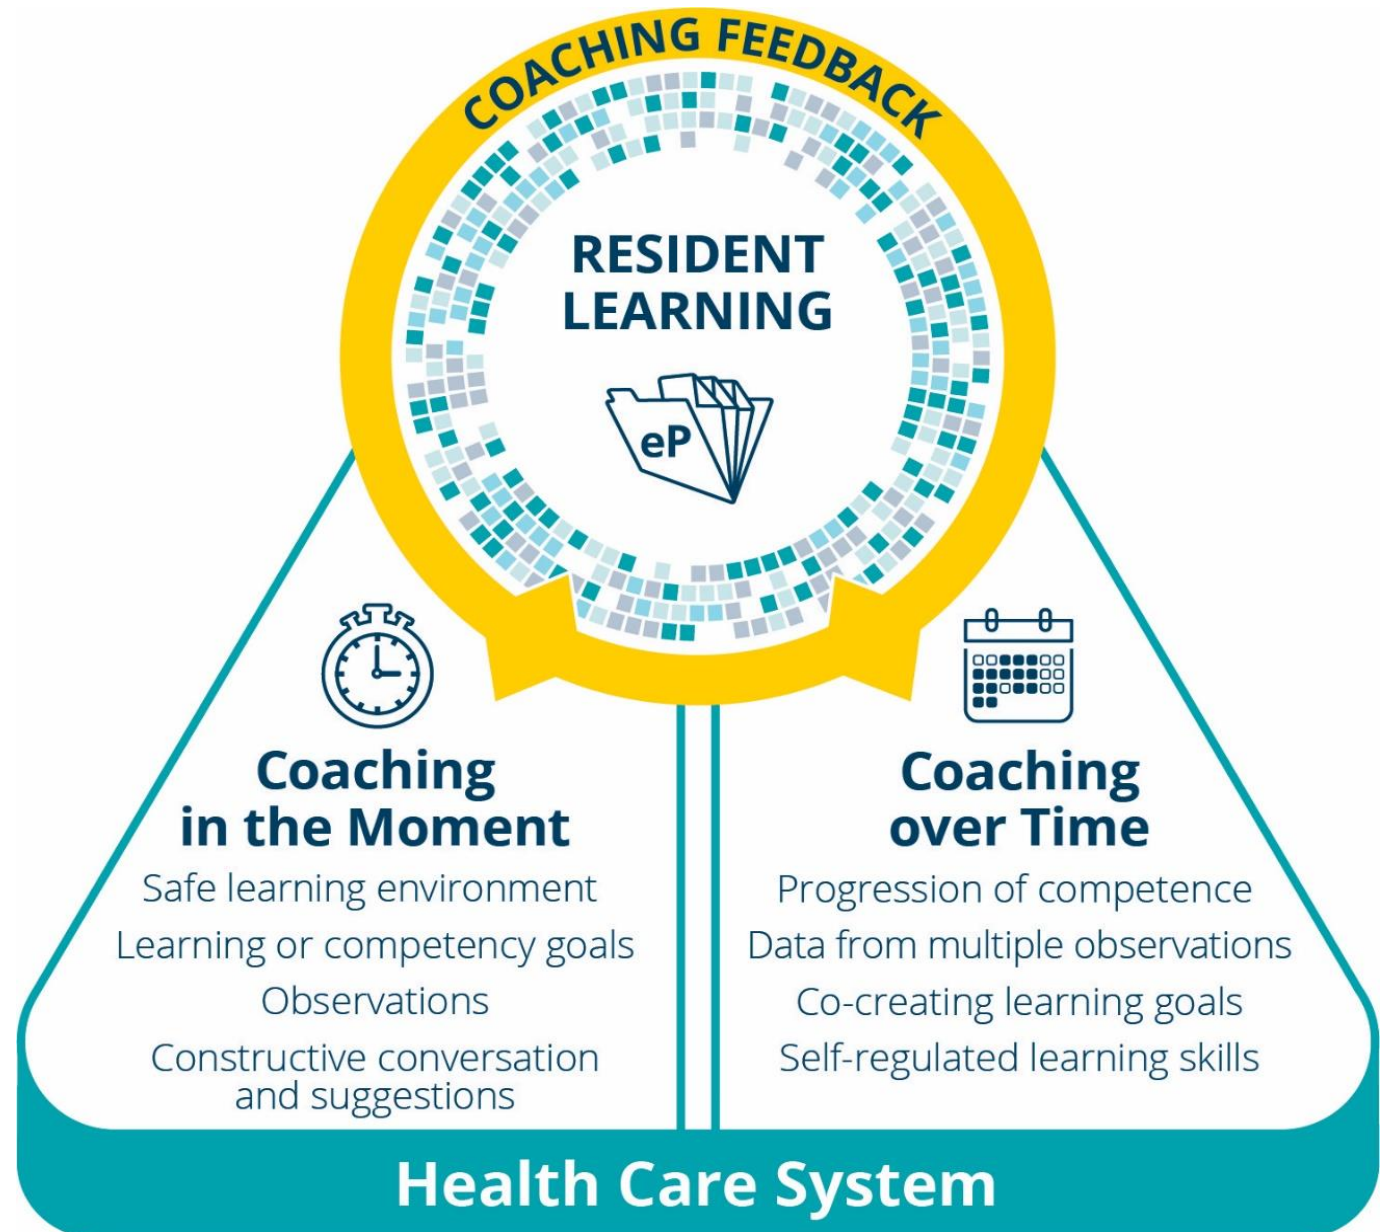 COACHING FEEDBACK
RESIDENT
LEARNING
eP
Coaching
in the Moment
Safe learning environment
Learning or competency goals
Observations
Constructive conversation
and suggestions
Coaching
over Time
Progression of competence
Data from multiple observations
Co-creating learning goals
Self-regulated learning skills
Health Care System